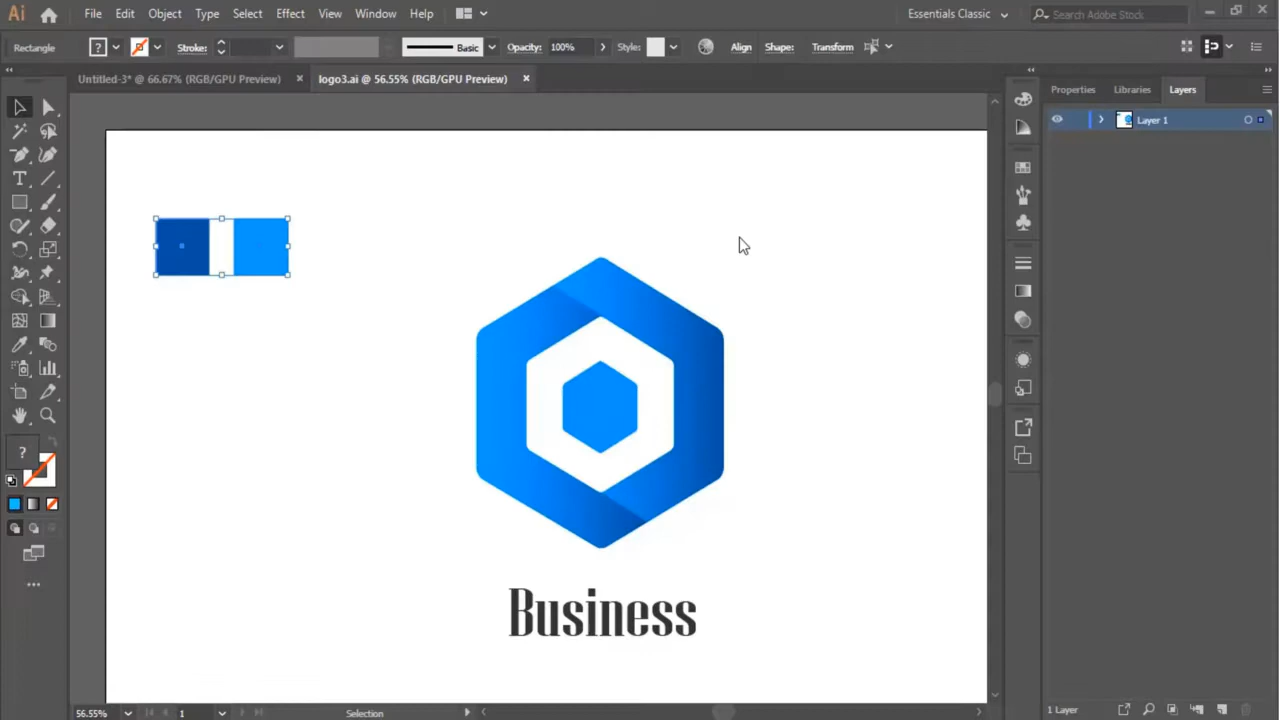 Ai File Edit Object Type Select Effect View Window Help Essentials Classic Search Adobe Stock
Rectangle ? Stroke: Basic Opacity: 100% Style: Align Shape: Transform
Untitled-3* @ 66.67% (RGB/GPU Preview) × logo3.ai @ 56.55% (RGB/GPU Preview) ×
Properties Libraries Layers
Layer 1
T
?
Business
56.55% 1 Selection 1 Layer